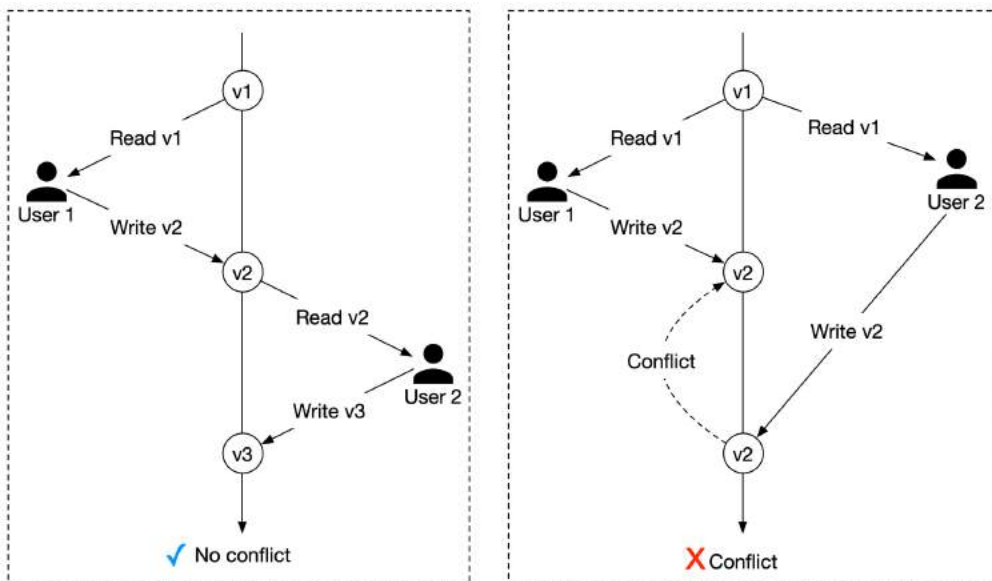 v1
Read v1
User 1
Write v2
v2
Read v2
User 2
Write v3
v3
No conflict
v1
Read v1
Read v1
User 1
User 2
Write v2
v2
Write v2
Conflict
v2
Conflict